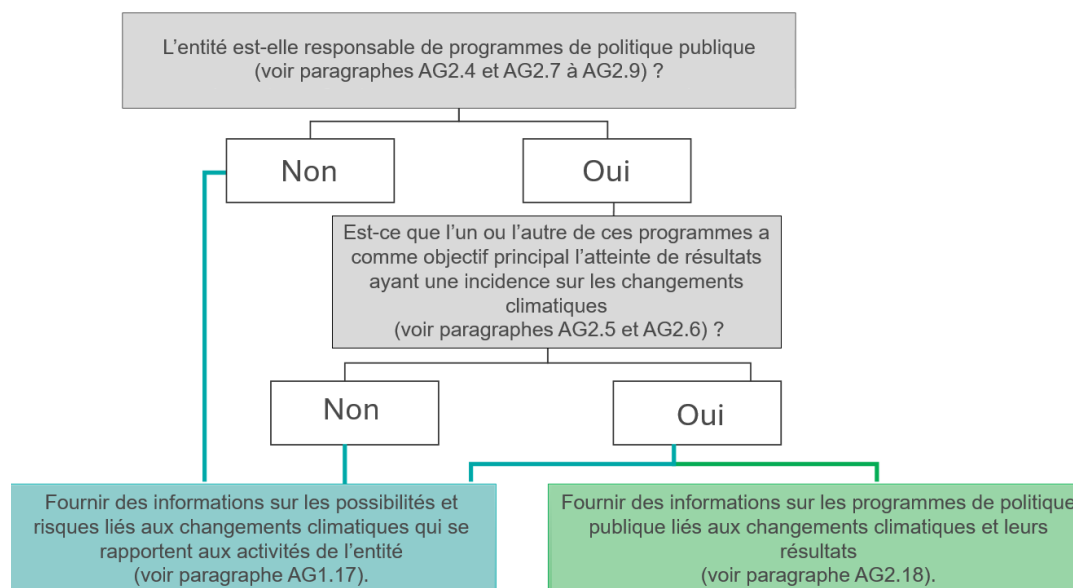 L’entité est-elle responsable de programmes de politique publique
(voir paragraphes AG2.4 et AG2.7 à AG2.9) ?
Non
Oui
Est-ce que l’un ou l’autre de ces programmes a
comme objectif principal l’atteinte de résultats
ayant une incidence sur les changements
climatiques
(voir paragraphes AG2.5 et AG2.6) ?
Non
Oui
Fournir des informations sur les possibilités et
risques liés aux changements climatiques qui se
rapportent aux activités de l’entité
(voir paragraphe AG1.17).
Fournir des informations sur les programmes de politique
publique liés aux changements climatiques et leurs
résultats
(voir paragraphe AG2.18).